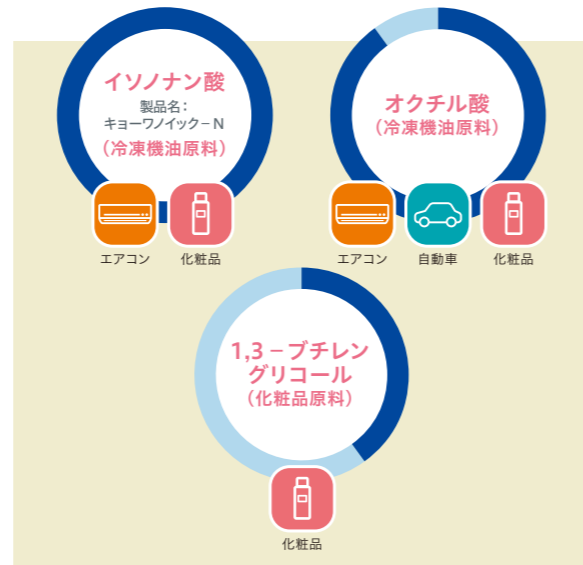 イソノナン酸
製品名：
キョーワノイック－N
（冷凍機油原料）
エアコン
化粧品
オクチル酸
（冷凍機油原料）
エアコン
自動車
化粧品
1,3－ブチレン
グリコール
（化粧品原料）
化粧品